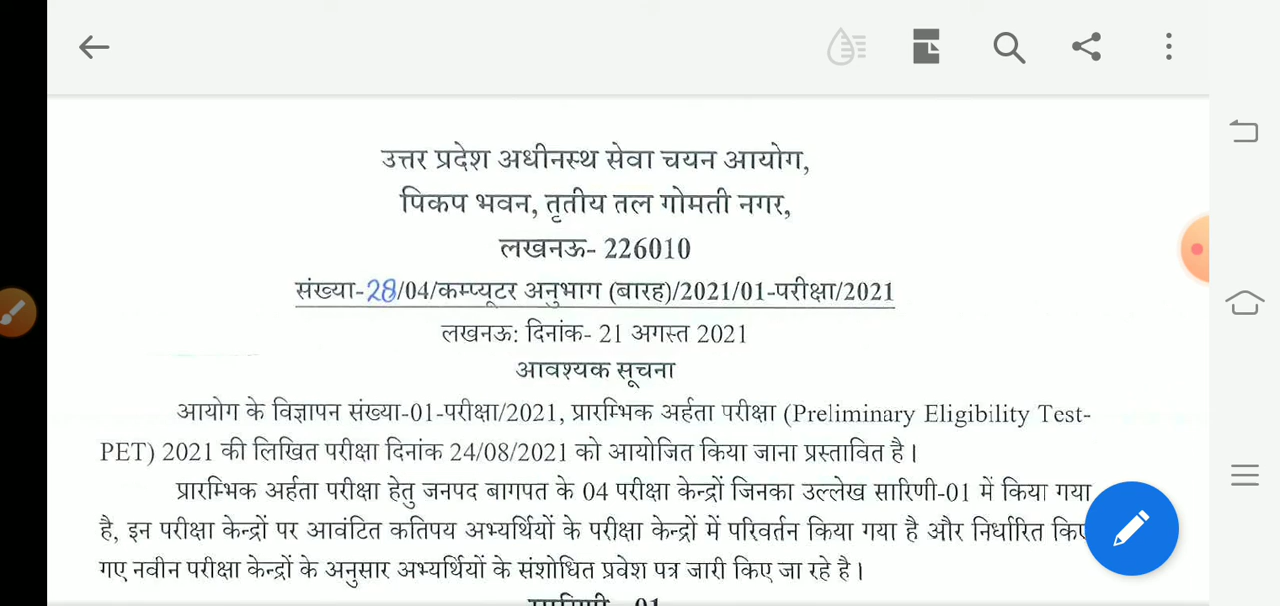 उत्तर प्रदेश अधीनस्थ सेवा चयन आयोग,
पिकप भवन, तृतीय तल गोमती नगर,
लखनऊ- 226010
संख्या-28/04/कम्प्यूटर अनुभाग (बारह)/2021/01-परीक्षा/2021
लखनऊ: दिनांक- 21 अगस्त 2021
आवश्यक सूचना
आयोग के विज्ञापन संख्या-01-परीक्षा/2021, प्रारम्भिक अर्हता परीक्षा (Preliminary Eligibility Test-
PET) 2021 की लिखित परीक्षा दिनांक 24/08/2021 को आयोजित किया जाना प्रस्तावित है।
प्रारम्भिक अर्हता परीक्षा हेतु जनपद बागपत के 04 परीक्षा केन्द्रों जिनका उल्लेख सारिणी-01 में किया गया
है, इन परीक्षा केन्द्रों पर आवंटित कतिपय अभ्यर्थियों के परीक्षा केन्द्रों में परिवर्तन किया गया है और निर्धारित किए
गए नवीन परीक्षा केन्द्रों के अनुसार अभ्यर्थियों के संशोधित प्रवेश पत्र जारी किए जा रहे है।